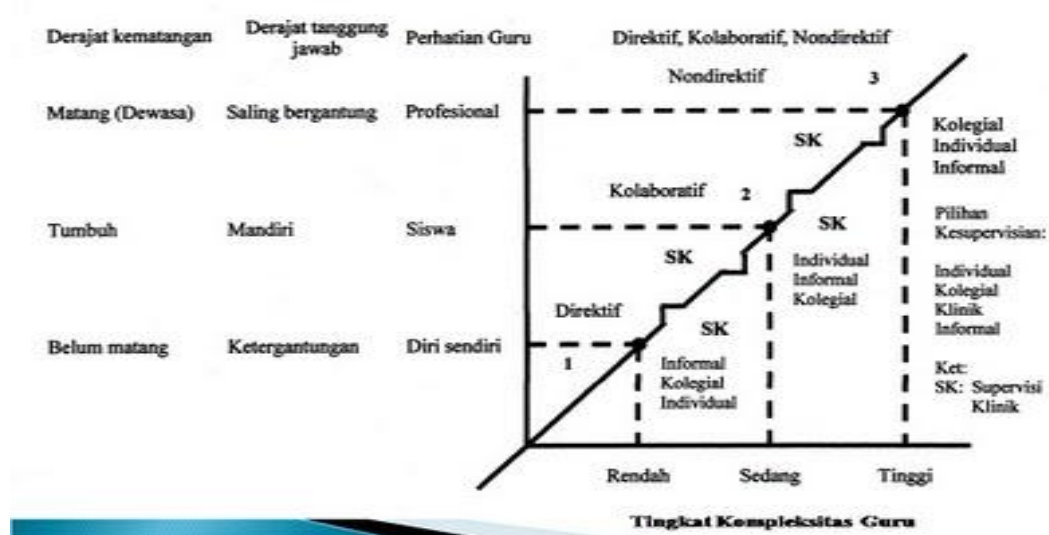 Derajat kematangan
Derajat tanggung
jawab
Perhatian Guru
Direktif, Kolaboratif, Nondirektif
Nondirektif
3
Matang (Dewasa)
Saling bergantung
Profesional
SK
Kolegial
Individual
Informal
Kolaboratif
2
Tumbuh
Mandiri
Siswa
SK
SK
Pilihan
Kesupervisian:
Individual
Informal
Kolegial
Individual
Kolegial
Klinik
Informal
Direktif
SK
Belum matang
Ketergantungan
Diri sendiri
1
Informal
Kolegial
Individual
Ket:
SK: Supervisi
Klinik
Rendah
Sedang
Tinggi
Tingkat Kompleksitas Guru